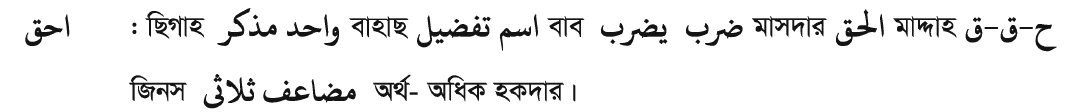 احق : ছিগাহ واحد مذكر বাহাছ اسم تفضيل বাব ضرب يضرب মাসদার الحق মাদ্দাহ ح-ق-ق
জিনস مضاعف ثلاثى অর্থ- অধিক হকদার।